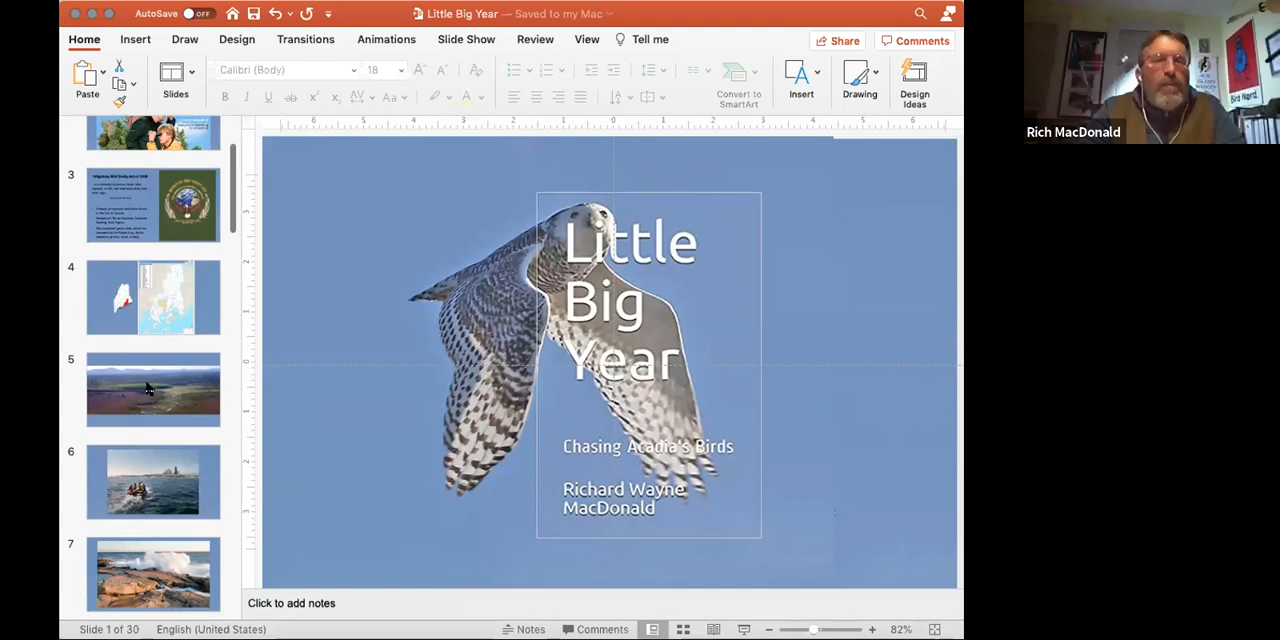 AutoSave OFF
Little Big Year — Saved to my Mac
Home Insert Draw Design Transitions Animations Slide Show Review View Tell me
Share Comments
Paste
Slides
Calibri (Body) 18
Convert to
SmartArt
Insert
Drawing
Design
Ideas
3
4
5
6
7
Little
Big
Year
Chasing Acadia's Birds
Richard Wayne
MacDonald
Click to add notes
Slide 1 of 30 English (United States) Notes Comments 82%
Rich MacDonald
Bird Nerd.